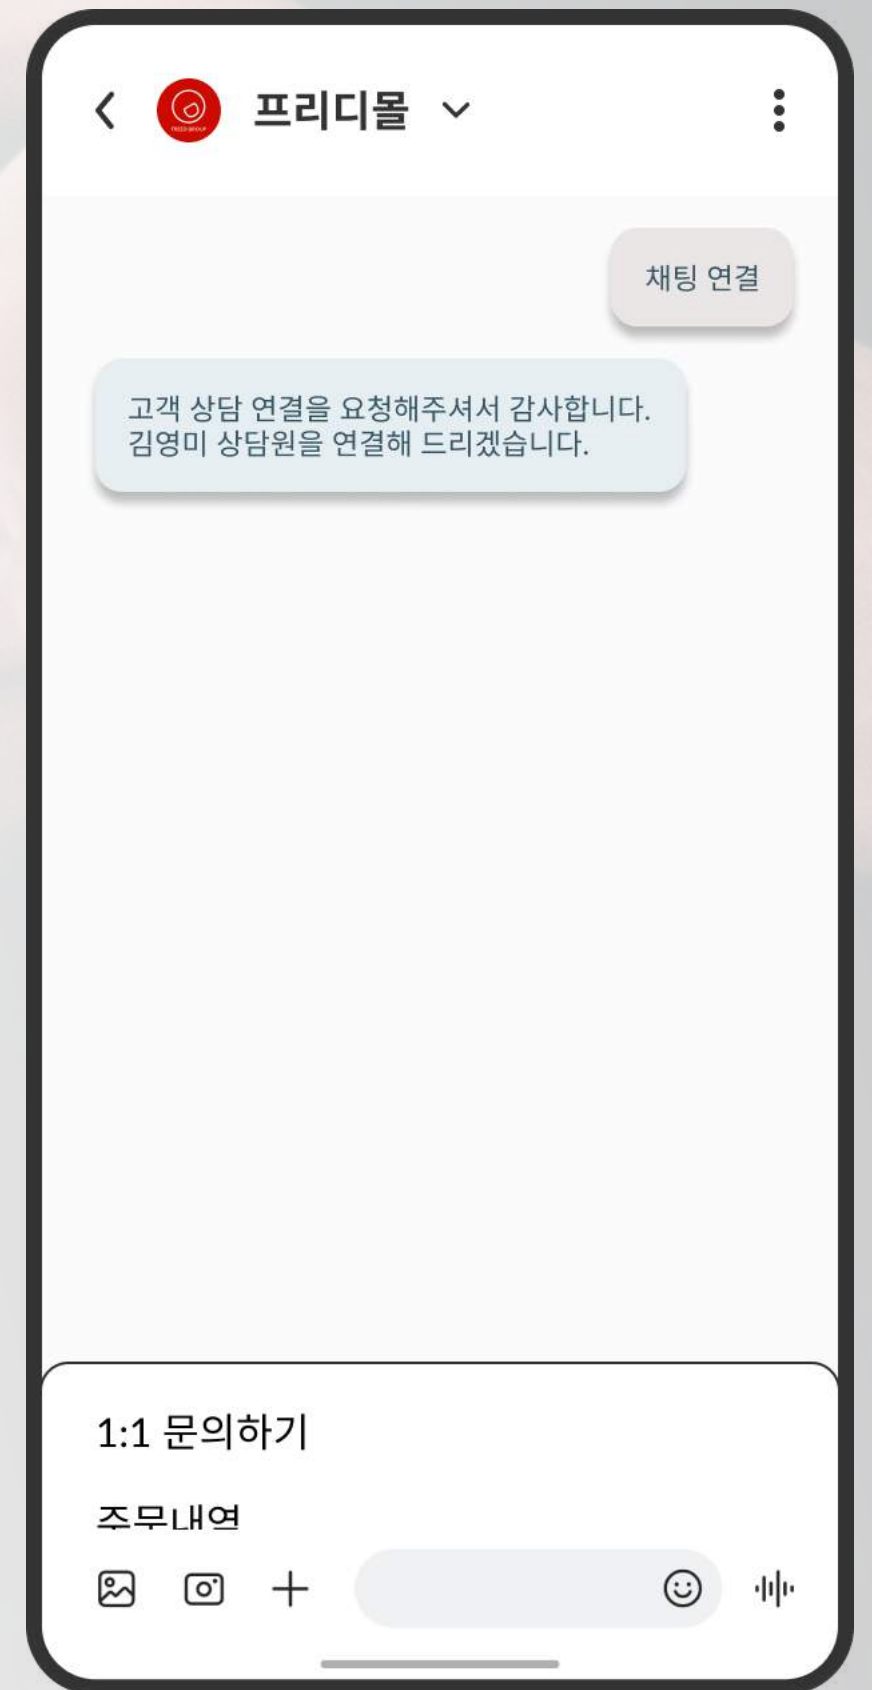 프리디몰
채팅 연결
고객 상담 연결을 요청해주셔서 감사합니다.
김영미 상담원을 연결해 드리겠습니다.
1:1 문의하기
주문내역